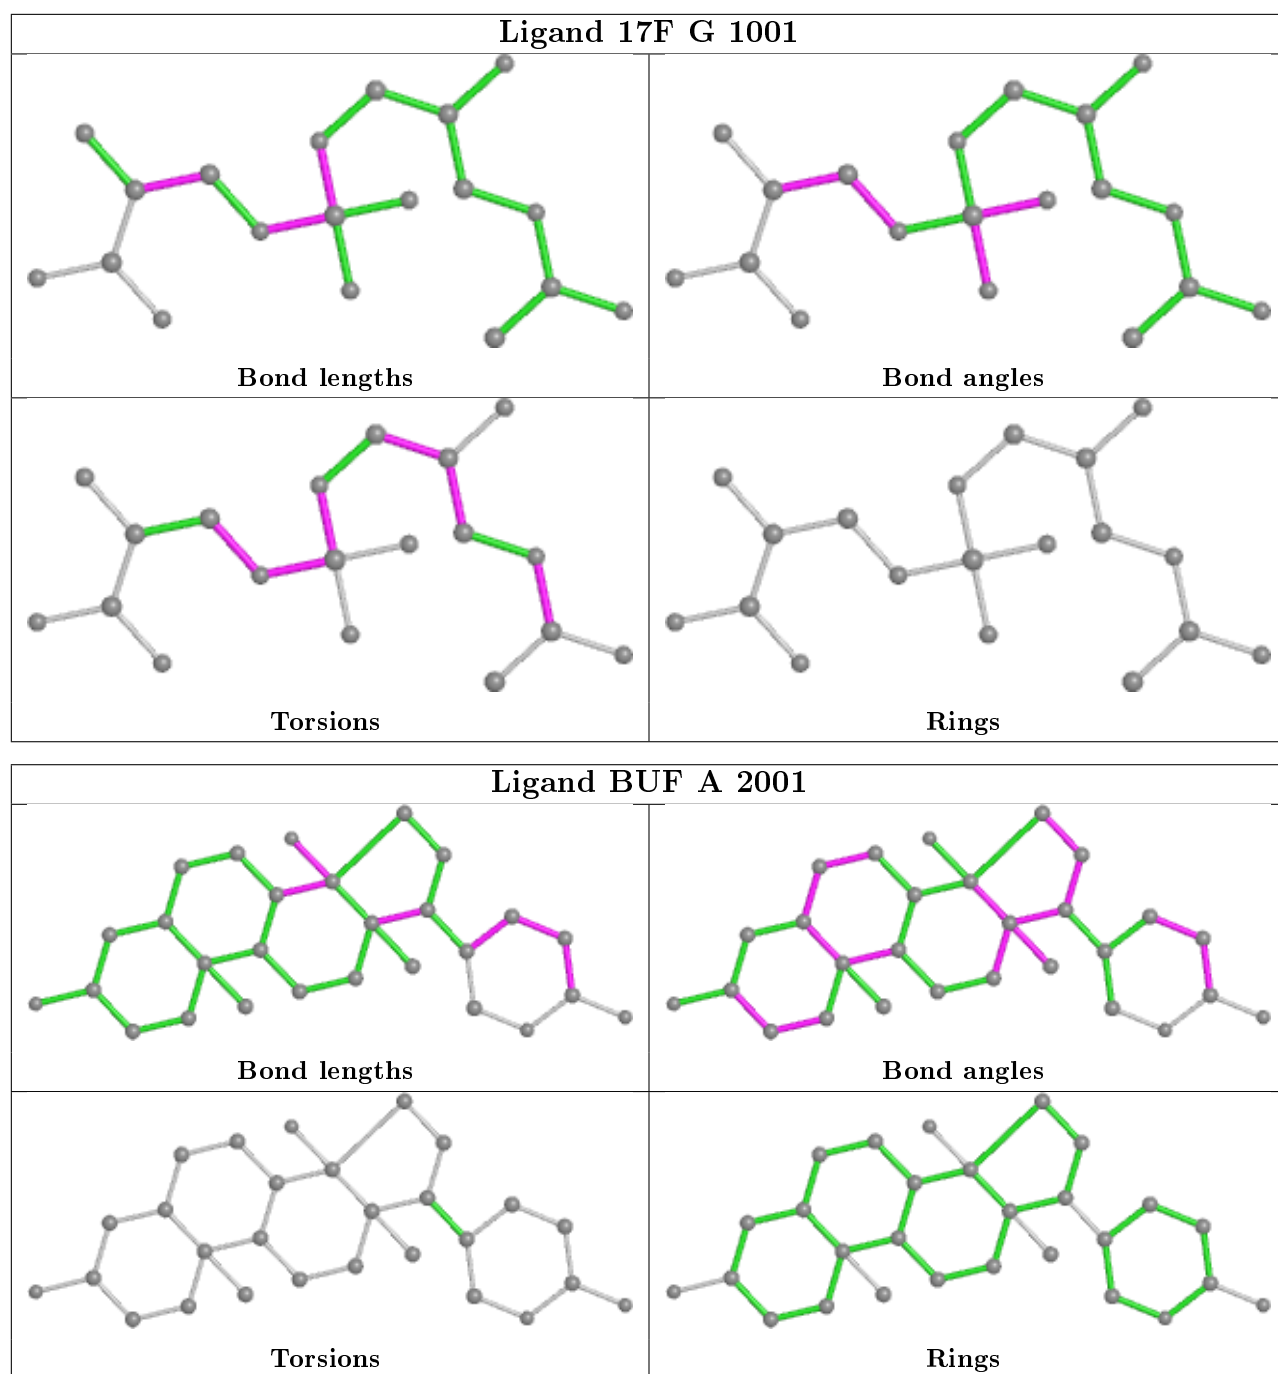 Ligand 17F G 1001
Bond lengths
Bond angles
Torsions
Rings
Ligand BUF A 2001
Bond lengths
Bond angles
Torsions
Rings